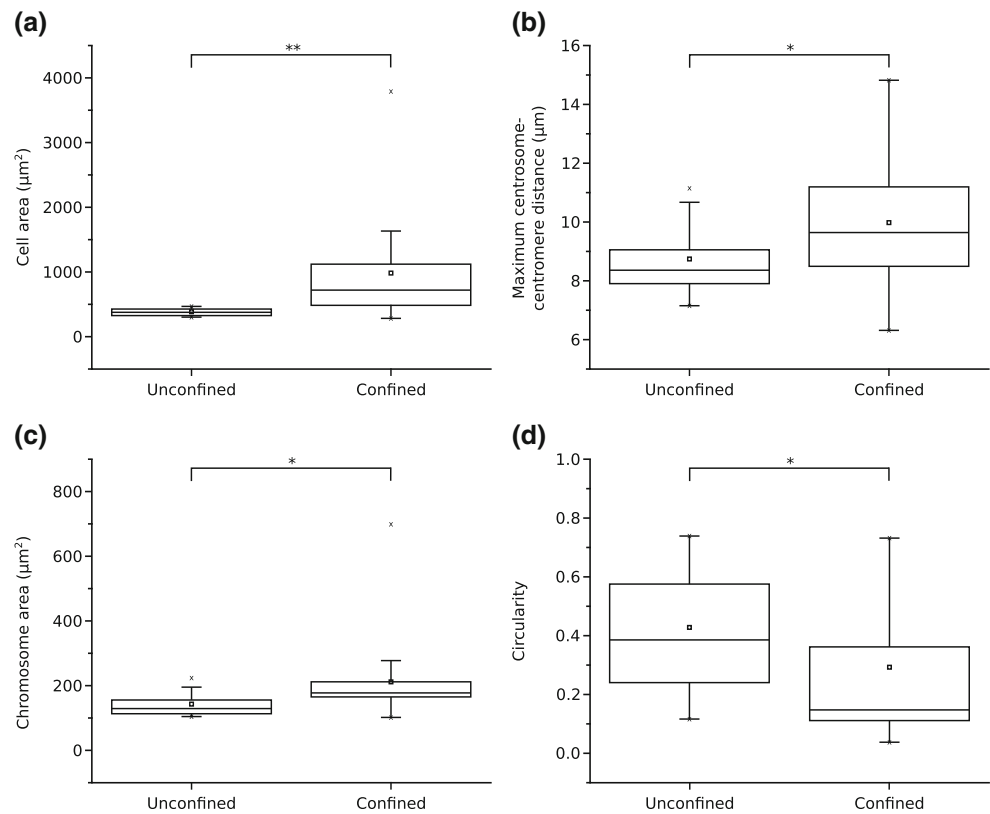 (a)
**
4000
3000
2000
1000
0
Cell area (μm²)
Unconfined Confined
(b)
*
16
14
12
10
8
6
Maximum centrosome-
centromere distance (μm)
Unconfined Confined
(c)
*
800
600
400
200
0
Chromosome area (μm²)
Unconfined Confined
(d)
*
1.0
0.8
0.6
0.4
0.2
0.0
Circularity
Unconfined Confined